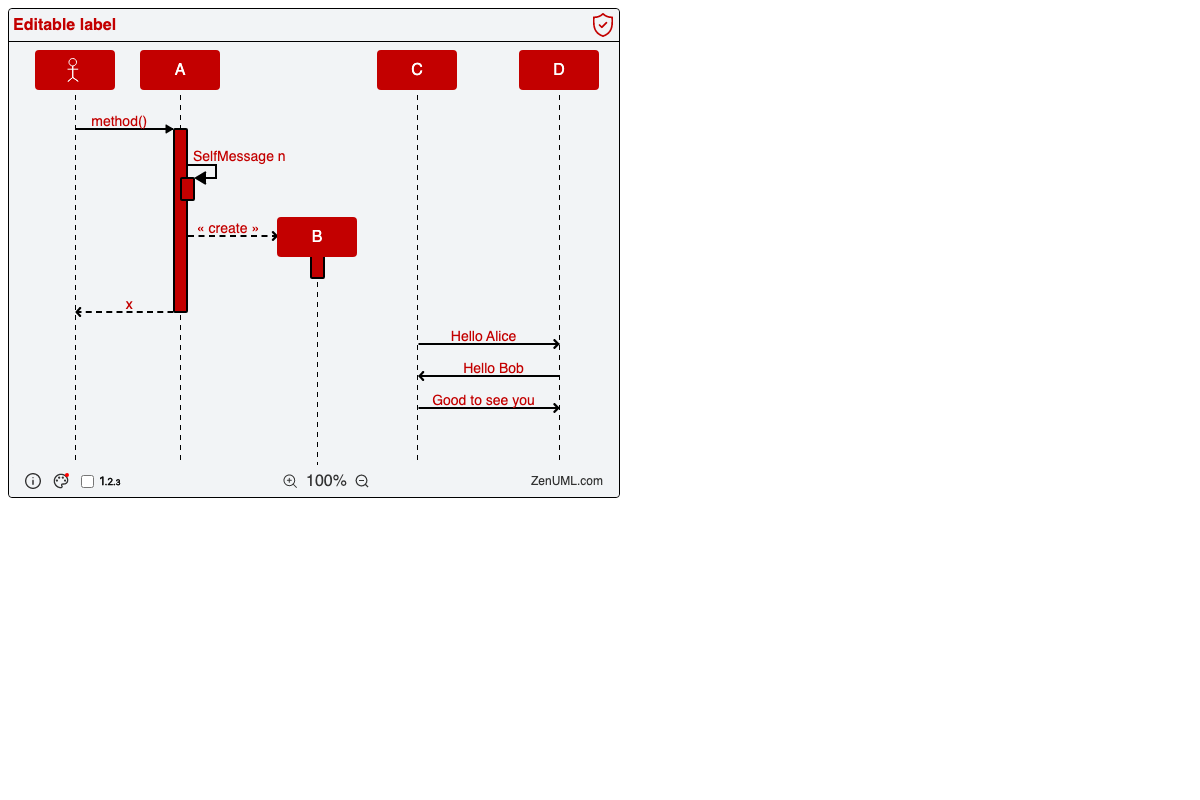 Editable label
A
C
D
method()
SelfMessage n
« create »
B
x
Hello Alice
Hello Bob
Good to see you
1.2.3
100%
ZenUML.com